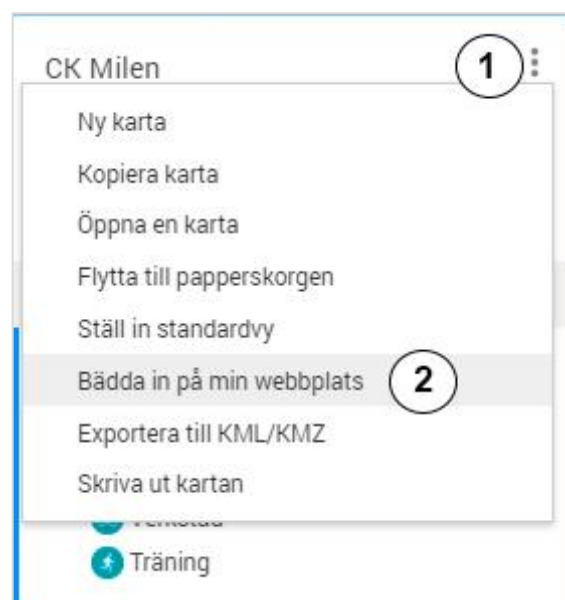 CK Milen 1
Ny karta
Kopiera karta
Öppna en karta
Flytta till papperskorgen
Ställ in standardvy
Bädda in på min webbplats 2
Exportera till KML/KMZ
Skriva ut kartan
Träning